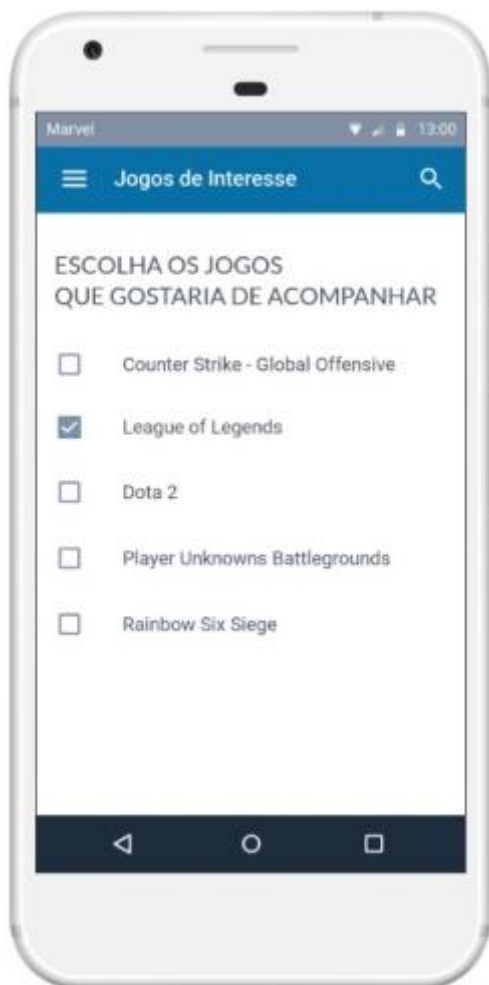 Marvel 13:00
Jogos de Interesse
ESCOLHA OS JOGOS
QUE GOSTARIA DE ACOMPANHAR
Counter Strike - Global Offensive
League of Legends
Dota 2
Player Unknowns Battlegrounds
Rainbow Six Siege